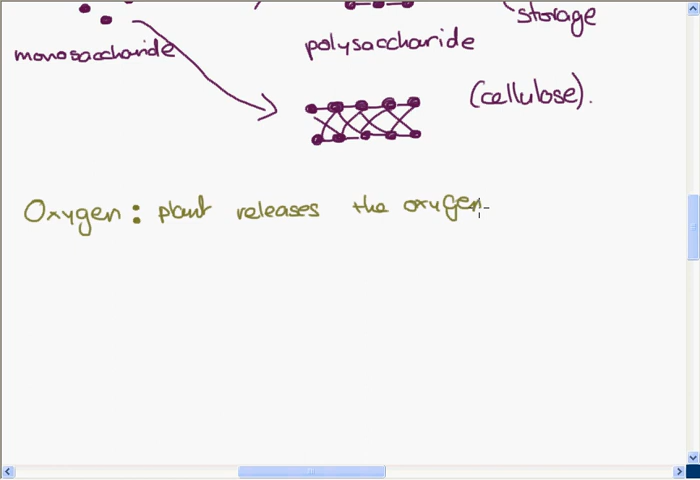 storage
monosaccharide
polysaccharide
(cellulose).
Oxygen: plant releases the oxygen